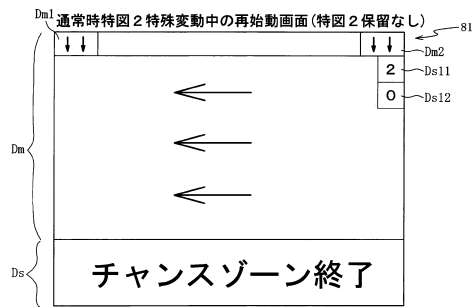 通常時特図２特殊変動中の再始動画面(特図２保留なし)
Dm1
81
Dm2
2
Ds11
0
Ds12
Dm
Ds
チャンスゾーン終了